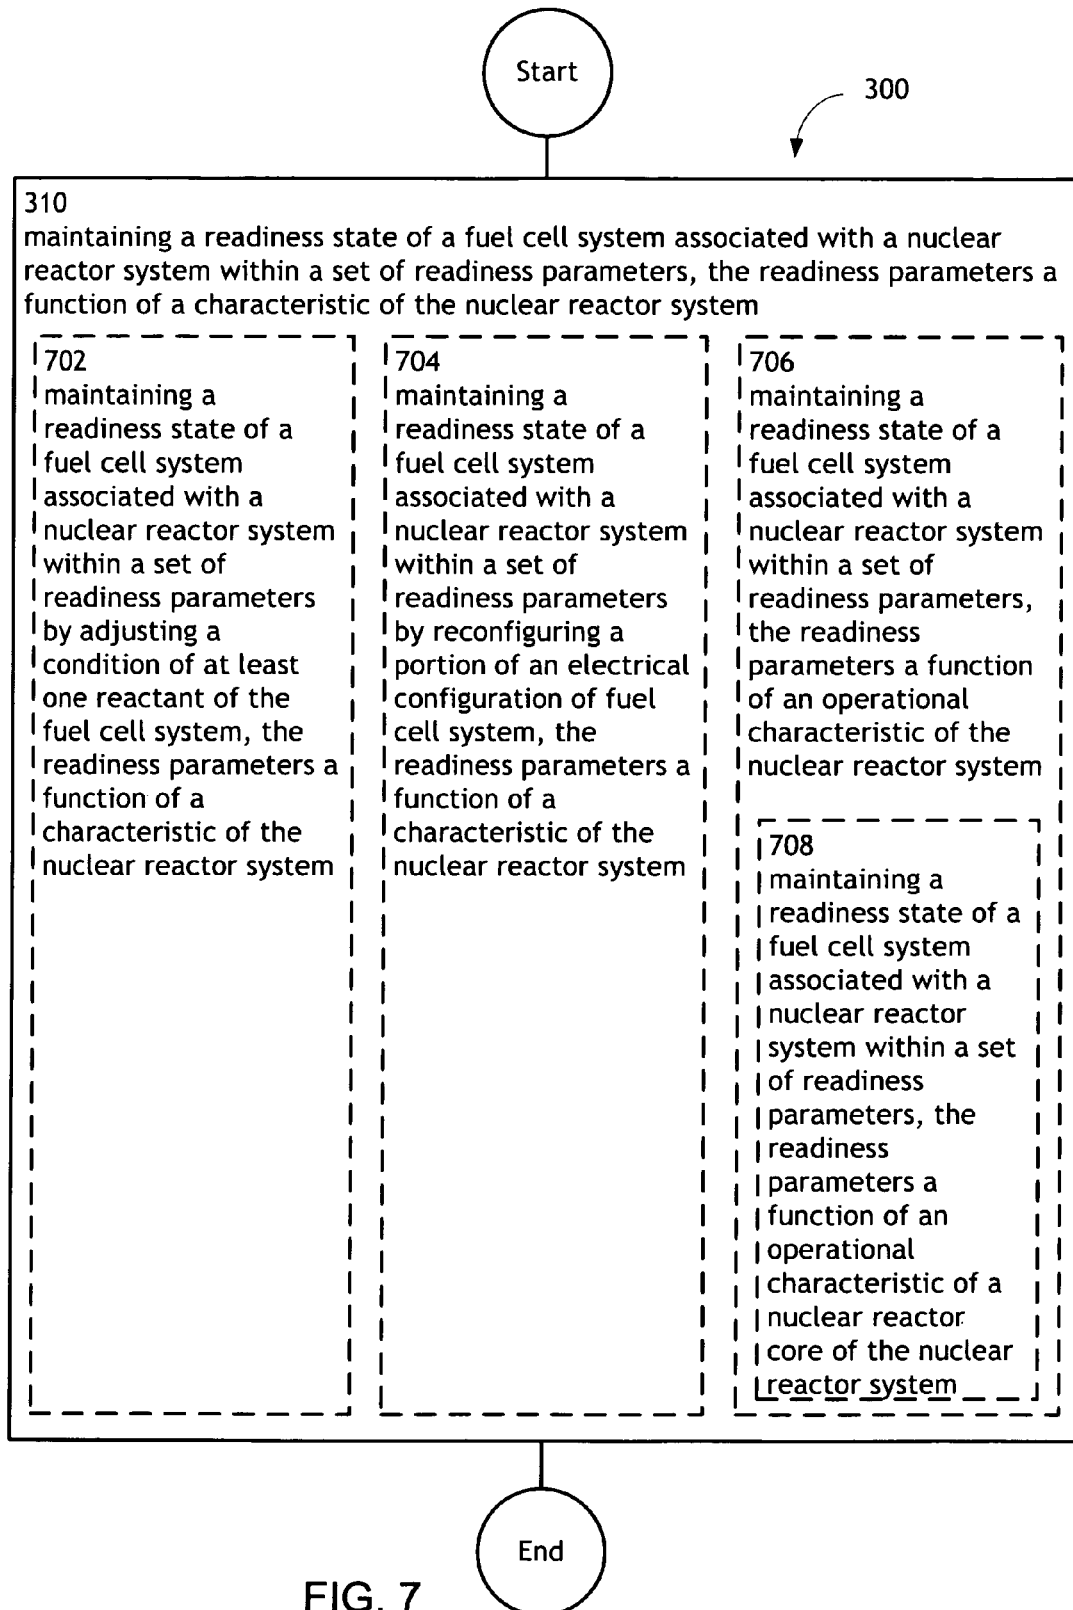 Start
300
310
maintaining a readiness state of a fuel cell system associated with a nuclear
reactor system within a set of readiness parameters, the readiness parameters a
function of a characteristic of the nuclear reactor system
702
maintaining a
readiness state of a
fuel cell system
associated with a
nuclear reactor system
within a set of
readiness parameters
by adjusting a
condition of at least
one reactant of the
fuel cell system, the
readiness parameters a
function of a
characteristic of the
nuclear reactor system
704
maintaining a
readiness state of a
fuel cell system
associated with a
nuclear reactor system
within a set of
readiness parameters
by reconfiguring a
portion of an electrical
configuration of fuel
cell system, the
readiness parameters a
function of a
characteristic of the
nuclear reactor system
706
maintaining a
readiness state of a
fuel cell system
associated with a
nuclear reactor system
within a set of
readiness parameters,
the readiness
parameters a function
of an operational
characteristic of the
nuclear reactor system
708
maintaining a
readiness state of a
fuel cell system
associated with a
nuclear reactor
system within a set
of readiness
parameters, the
readiness
parameters a
function of an
operational
characteristic of a
nuclear reactor
core of the nuclear
reactor system
End
FIG. 7